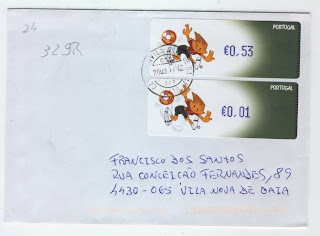 24
PORTUGAL
€0,53
PORTUGAL
€0,01
FRANCISCO DOS SANTOS
RUA CONCEIÇÃO FERNANDES, 89
4430-065 VILA NOVA DE GAIA